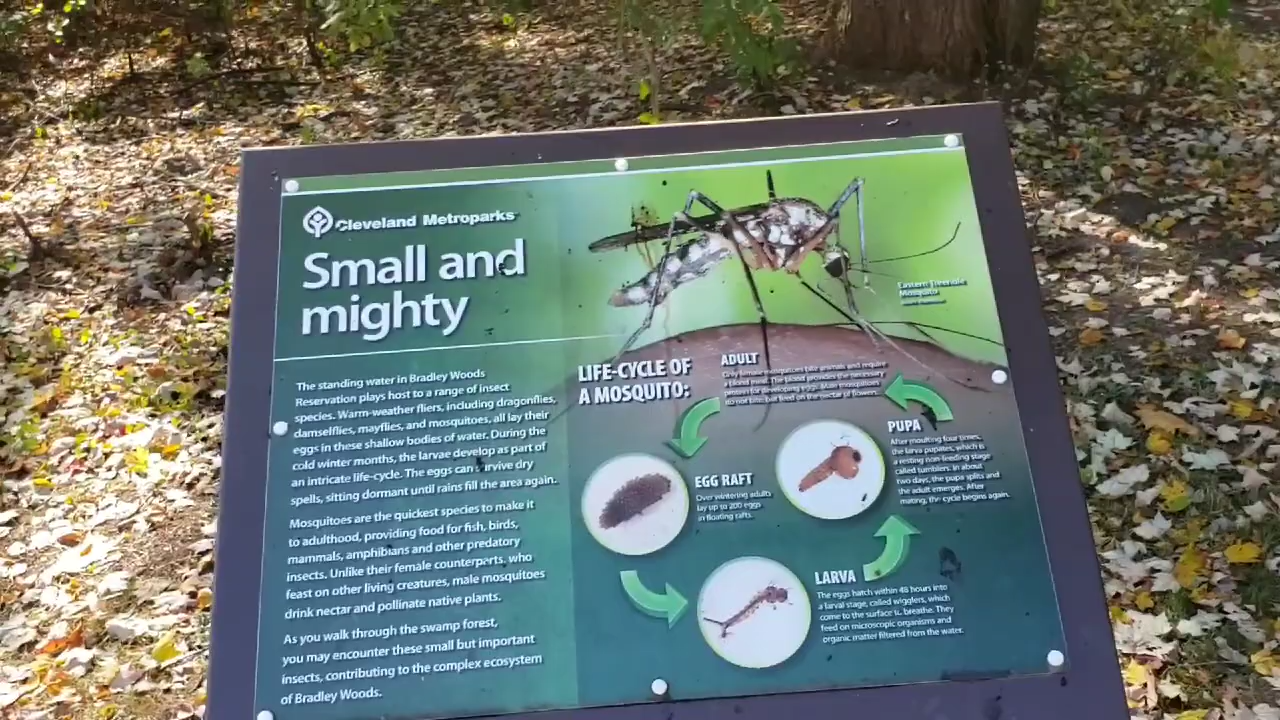 Cleveland Metroparks
Small and
mighty
The standing water in Bradley Woods
Reservation plays host to a range of insect
species. Warm-weather fliers, including dragonflies,
damselflies, mayflies, and mosquitoes, all lay their
eggs in these shallow bodies of water. During the
cold winter months, the larvae develop as part of
an intricate life-cycle. The eggs can survive dry
spells, sitting dormant until rains fill the area again.
Mosquitoes are the quickest species to make it
to adulthood, providing food for fish, birds,
mammals, amphibians and other predatory
insects. Unlike their female counterparts, who
feast on other living creatures, male mosquitoes
drink nectar and pollinate native plants.
As you walk through the swamp forest,
you may encounter these small but important
insects, contributing to the complex ecosystem
of Bradley Woods.
Eastern Treehole
Mosquito
LIFE-CYCLE OF
A MOSQUITO:
ADULT
Only female mosquitoes bite animals and require
a blood meal. The blood provides the necessary
protein for developing eggs. Male mosquitoes
do not bite, but feed on the nectar of flowers.
EGG RAFT
Over wintering adults
lay up to 200 eggs
in floating rafts.
LARVA
The eggs hatch within 48 hours into
a larval stage, called wigglers, which
come to the surface to breathe. They
feed on microscopic organisms and
organic matter filtered from the water.
PUPA
After moulting four times,
the larva pupates, which is
a resting non-feeding stage
called tumblers. In about
two days, the pupa splits and
the adult emerges. After
mating, the cycle begins again.